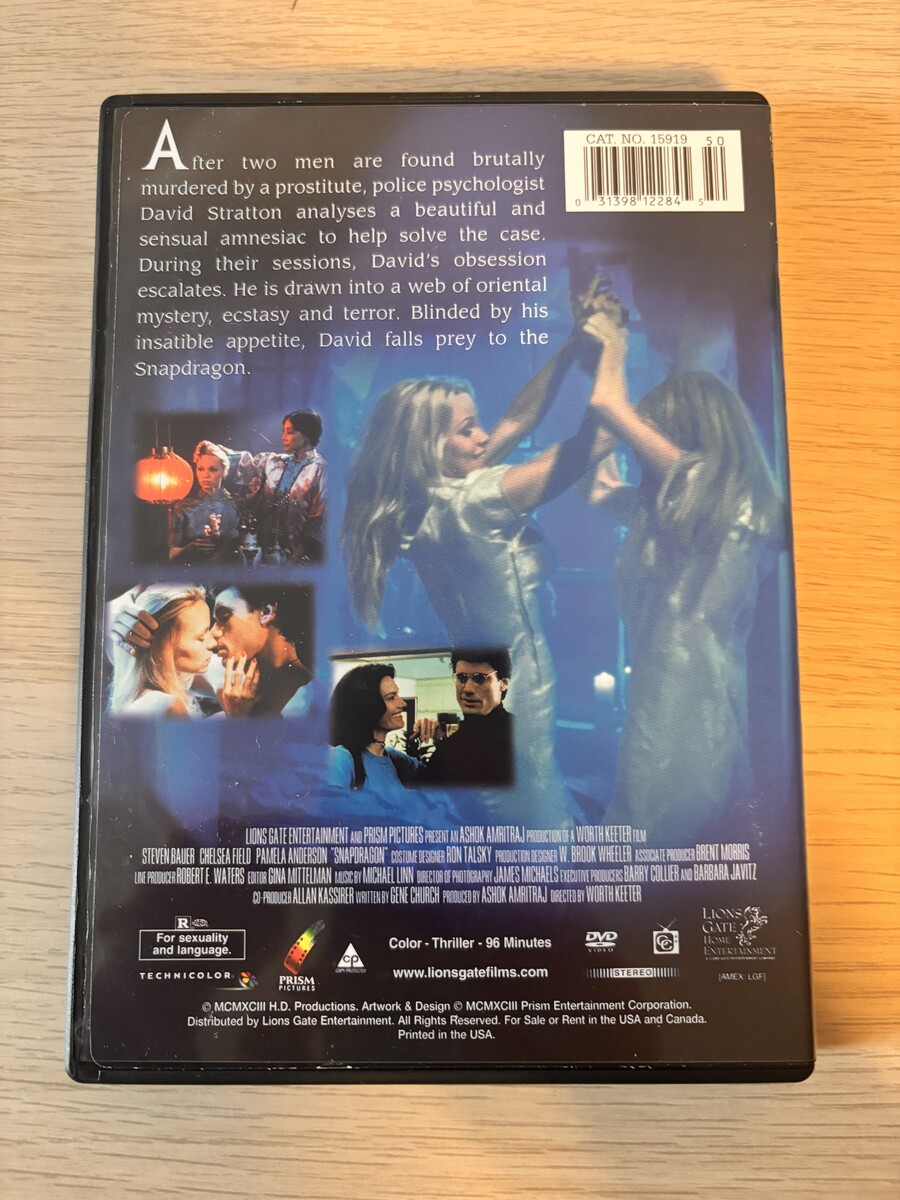 After two men are found brutally
murdered by a prostitute, police psychologist
David Stratton analyses a beautiful and
sensual amnesiac to help solve the case.
During their sessions, David's obsession
escalates. He is drawn into a web of oriental
mystery, ecstasy and terror. Blinded by his
insatible appetite, David falls prey to the
Snapdragon.
CAT. NO. 15919 50
0 31398 12284 5
LIONS GATE ENTERTAINMENT AND PRISM PICTURES PRESENT AN ASHOK AMRITRAJ PRODUCTION OF A WORTH KEETER FILM
STEVEN BAUER CHELSEA FIELD PAMELA ANDERSON "SNAPDRAGON" COSTUME DESIGNER RON TALSKY PRODUCTION DESIGNER W. BROOK WHEELER ASSOCIATE PRODUCER BRENT MORRIS
LINE PRODUCER ROBERT E. WATERS EDITOR GINA MITTELMAN MUSIC BY MICHAEL LINN DIRECTOR OF PHOTOGRAPHY JAMES MICHAELS EXECUTIVE PRODUCERS BARRY COLLIER AND BARBARA JAVITZ
CO-PRODUCER ALLAN KASSIRER WRITTEN BY GENE CHURCH PRODUCED BY ASHOK AMRITRAJ DIRECTED BY WORTH KEETER
R
For sexuality
and language.
TECHNICOLOR
PRISM
PICTURES
CP
Color - Thriller - 96 Minutes
www.lionsgatefilms.com
DVD
VIDEO
CC
STEREO
LIONS
GATE
HOME
ENTERTAINMENT
[AMEX: LGF]
© MCMXCIII H.D. Productions. Artwork & Design © MCMXCIII Prism Entertainment Corporation.
Distributed by Lions Gate Entertainment. All Rights Reserved. For Sale or Rent in the USA and Canada.
Printed in the USA.